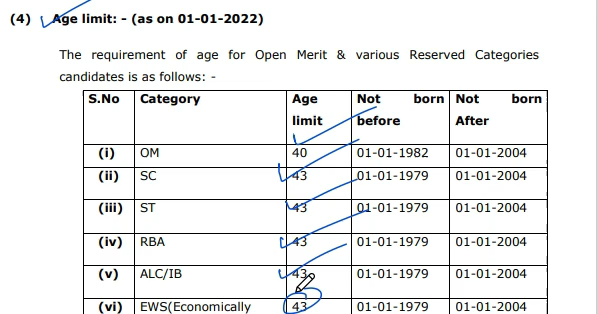 (4) Age limit: - (as on 01-01-2022)
The requirement of age for Open Merit & various Reserved Categories
candidates is as follows: -
S.No Category Age limit Not born before Not born After
(i) OM 40 01-01-1982 01-01-2004
(ii) SC 43 01-01-1979 01-01-2004
(iii) ST 43 01-01-1979 01-01-2004
(iv) RBA 43 01-01-1979 01-01-2004
(v) ALC/IB 43 01-01-1979 01-01-2004
(vi) EWS(Economically 43 01-01-1979 01-01-2004